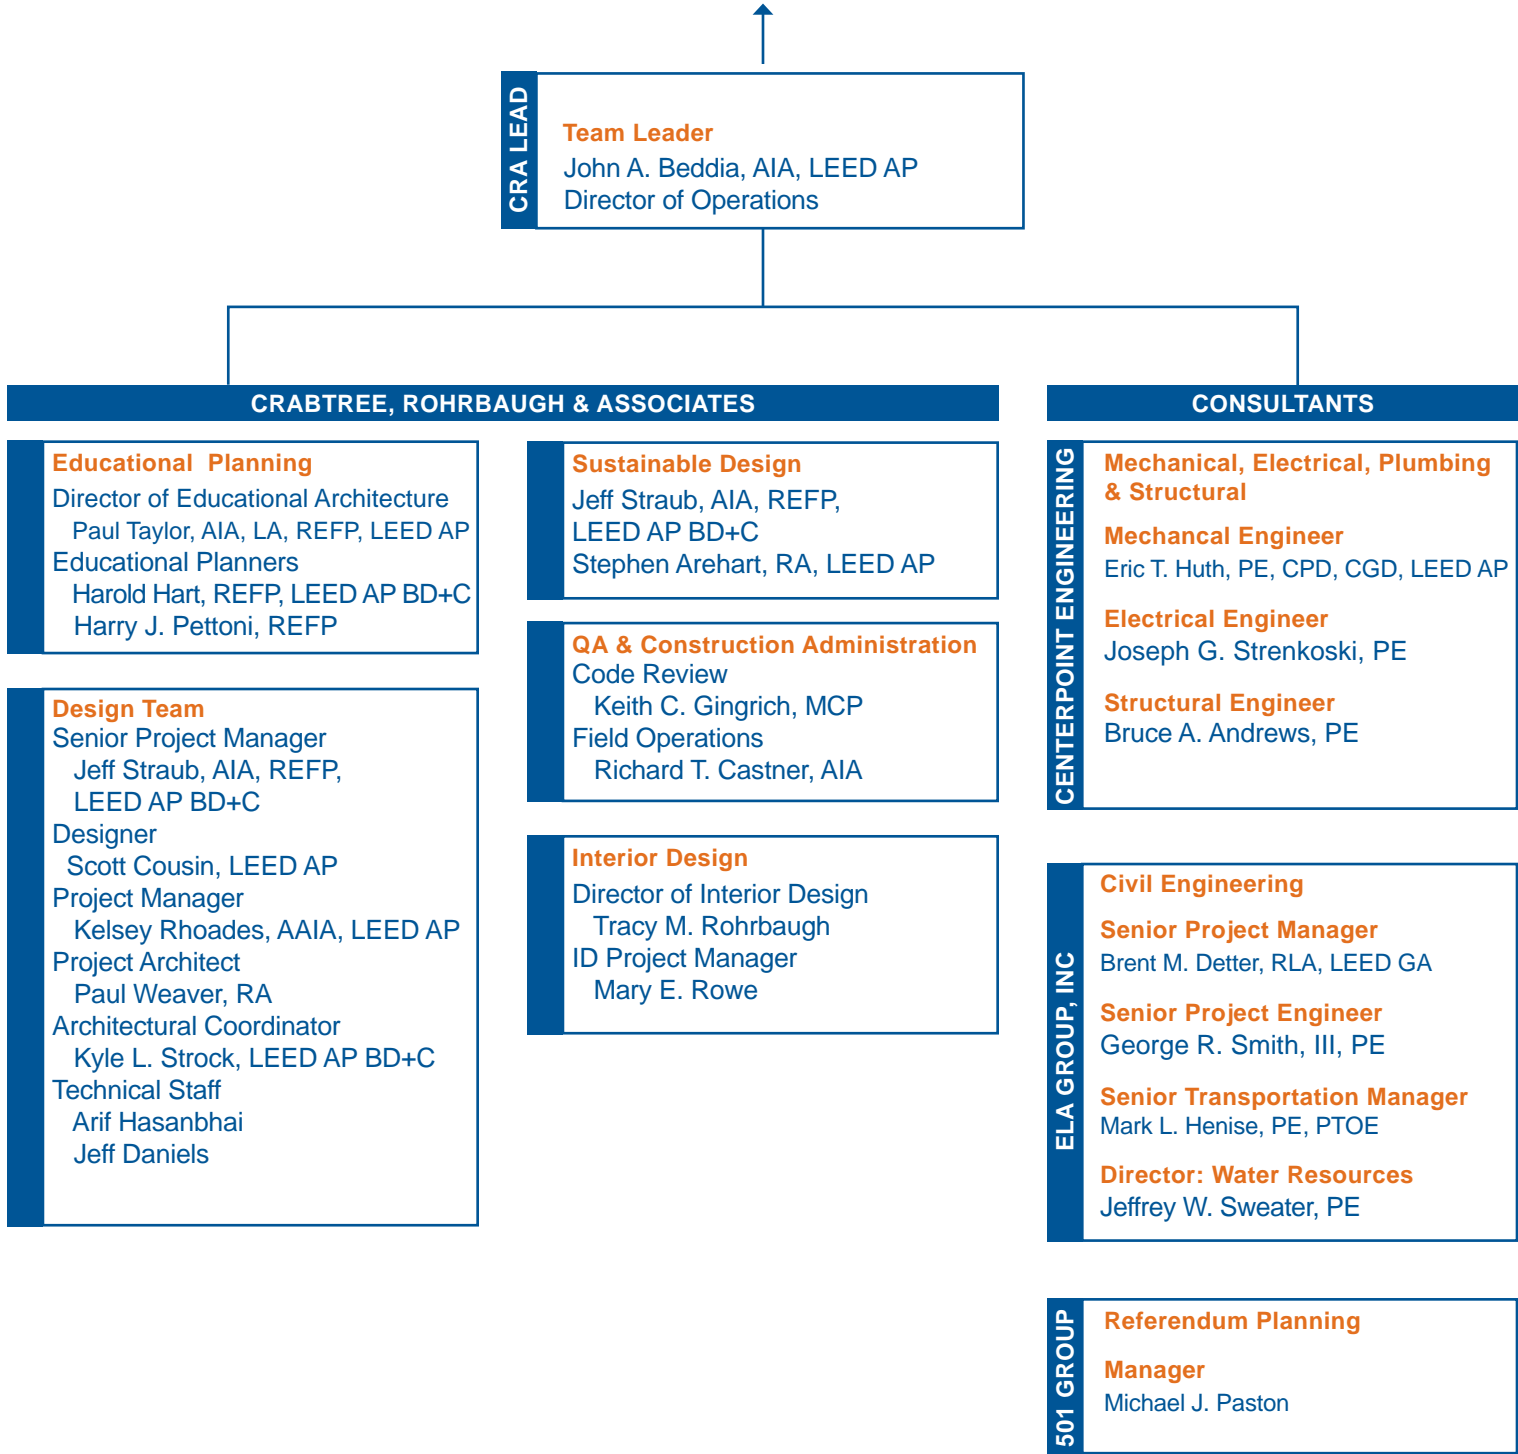 CRA LEAD
Team Leader
John A. Beddia, AIA, LEED AP
Director of Operations
CRABTREE, ROHRBAUGH & ASSOCIATES
Educational Planning
Director of Educational Architecture
Paul Taylor, AIA, LA, REFP, LEED AP
Educational Planners
Harold Hart, REFP, LEED AP BD+C
Harry J. Pettoni, REFP
Design Team
Senior Project Manager
Jeff Straub, AIA, REFP,
LEED AP BD+C
Designer
Scott Cousin, LEED AP
Project Manager
Kelsey Rhoades, AAIA, LEED AP
Project Architect
Paul Weaver, RA
Architectural Coordinator
Kyle L. Strock, LEED AP BD+C
Technical Staff
Arif Hasanbhai
Jeff Daniels
Sustainable Design
Jeff Straub, AIA, REFP,
LEED AP BD+C
Stephen Arehart, RA, LEED AP
QA & Construction Administration
Code Review
Keith C. Gingrich, MCP
Field Operations
Richard T. Castner, AIA
Interior Design
Director of Interior Design
Tracy M. Rohrbaugh
ID Project Manager
Mary E. Rowe
CONSULTANTS
CENTERPOINT ENGINEERING
Mechanical, Electrical, Plumbing
& Structural
Mechancal Engineer
Eric T. Huth, PE, CPD, CGD, LEED AP
Electrical Engineer
Joseph G. Strenkoski, PE
Structural Engineer
Bruce A. Andrews, PE
ELA GROUP, INC
Civil Engineering
Senior Project Manager
Brent M. Detter, RLA, LEED GA
Senior Project Engineer
George R. Smith, III, PE
Senior Transportation Manager
Mark L. Henise, PE, PTOE
Director: Water Resources
Jeffrey W. Sweater, PE
501 GROUP
Referendum Planning
Manager
Michael J. Paston